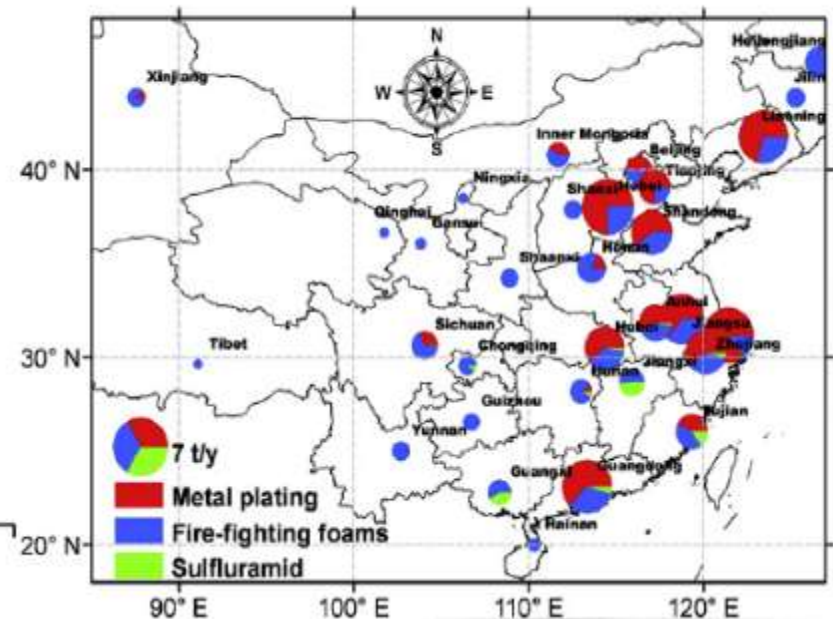 N
W E
S
Xinjiang
Heilongjiang
Jilin
Liaoning
Inner Mongolia
Beijing
Tianjing
40° N
Ningxia
Shanxi
Hebei
Shandong
Qinghai
Gansu
Shaanxi
Henan
Anhui
Jiangsu
Sichuan
Hubei
Zhejiang
Tibet
Chongqing
30° N
Hunan
Jiangxi
Guizhou
Fujian
Yunnan
7 t/y
Guangxi
Guangdong
Metal plating
Fire-fighting foams
Hainan
20° N
Sulfluramid
90° E 100° E 110° E 120° E